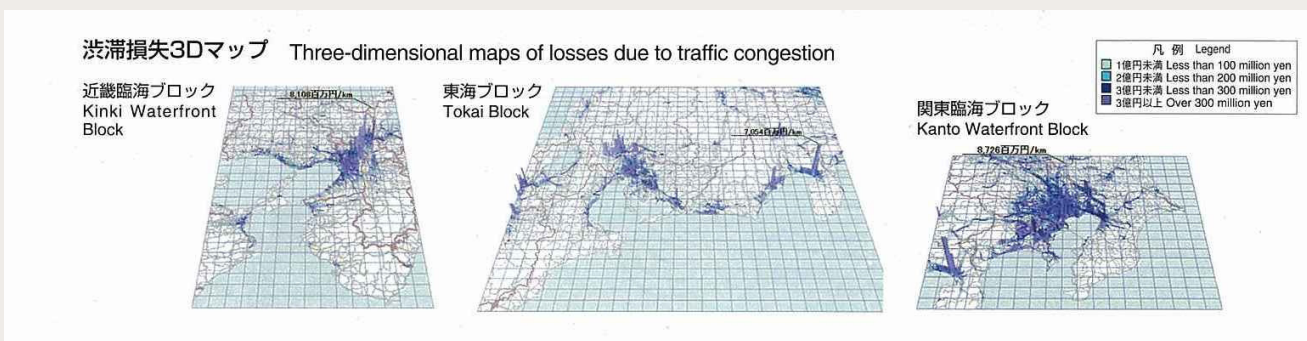 渋滞損失3Dマップ Three-dimensional maps of losses due to traffic congestion
凡例 Legend
1億円未満 Less than 100 million yen
2億円未満 Less than 200 million yen
3億円未満 Less than 300 million yen
3億円以上 Over 300 million yen
近畿臨海ブロック
Kinki Waterfront
Block
8,108百万円/km
東海ブロック
Tokai Block
7,054百万円/km
関東臨海ブロック
Kanto Waterfront Block
8,726百万円/km